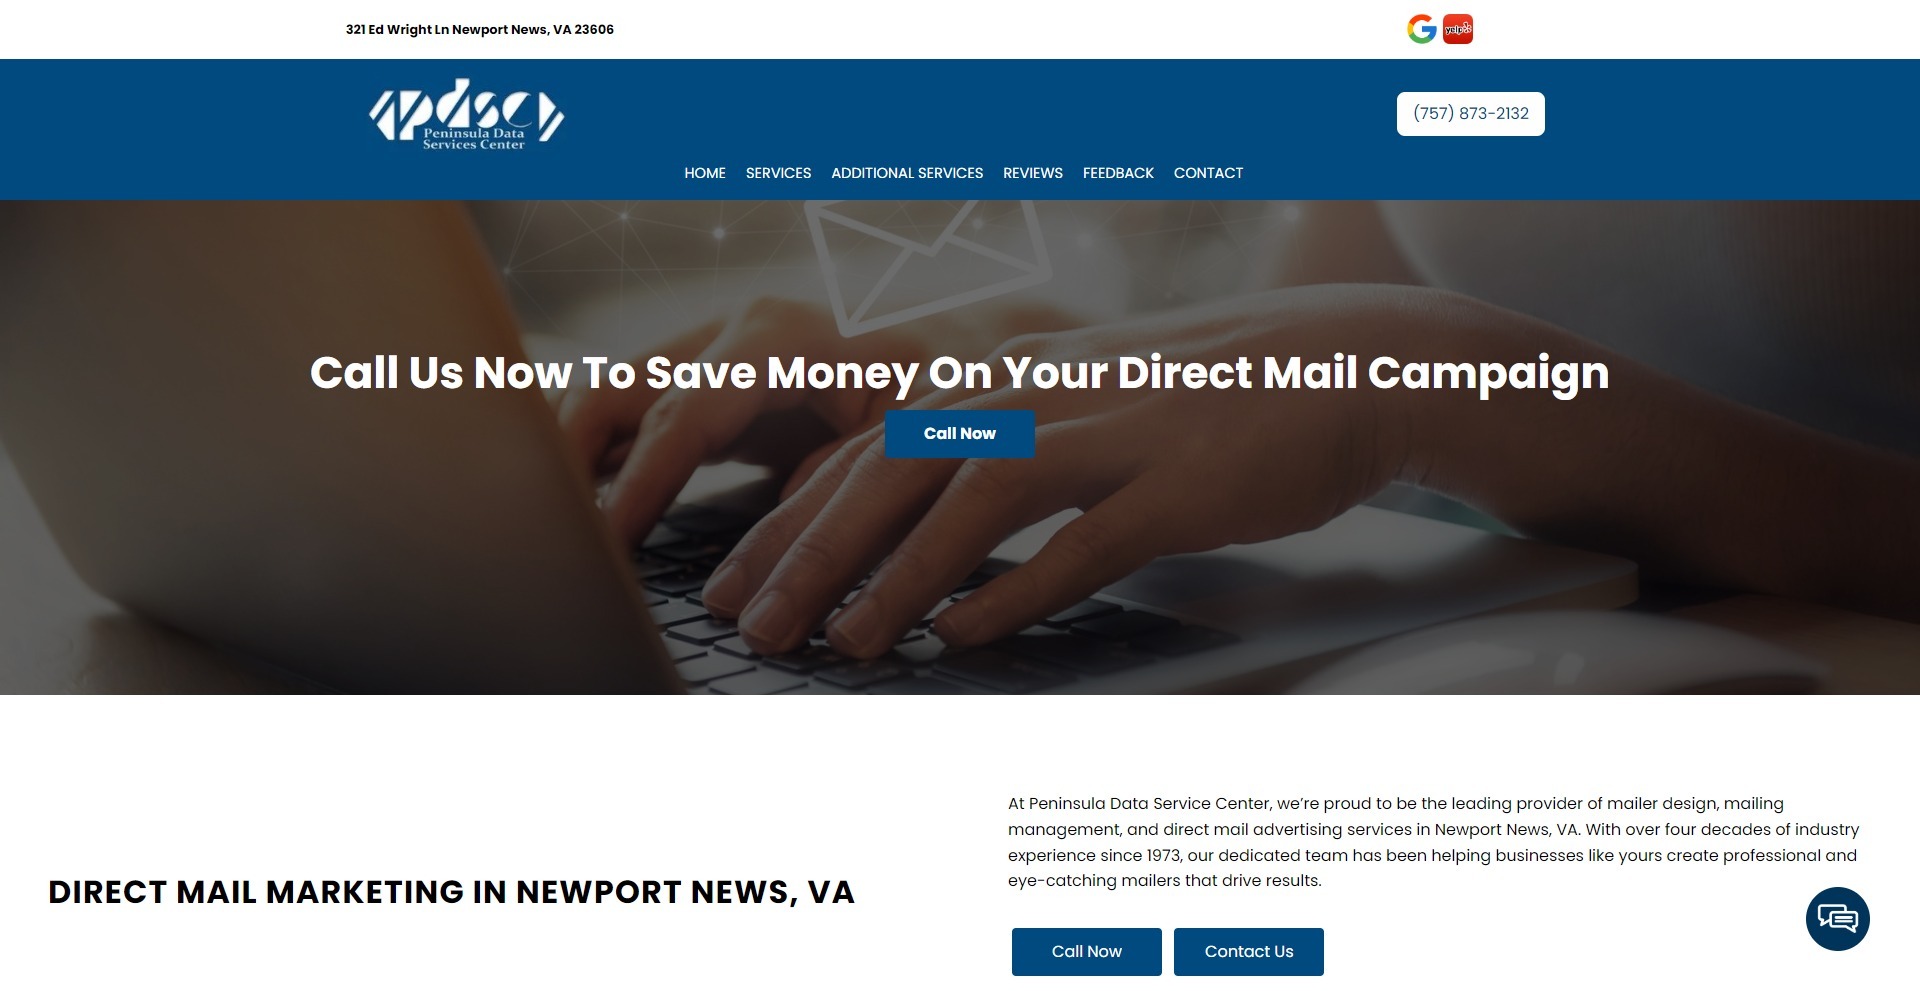 321 Ed Wright Ln Newport News, VA 23606
yelp
pdsc
Peninsula Data
Services Center
(757) 873-2132
HOME SERVICES ADDITIONAL SERVICES REVIEWS FEEDBACK CONTACT
Call Us Now To Save Money On Your Direct Mail Campaign
Call Now
DIRECT MAIL MARKETING IN NEWPORT NEWS, VA
At Peninsula Data Service Center, we’re proud to be the leading provider of mailer design, mailing
management, and direct mail advertising services in Newport News, VA. With over four decades of industry
experience since 1973, our dedicated team has been helping businesses like yours create professional and
eye-catching mailers that drive results.
Call Now Contact Us